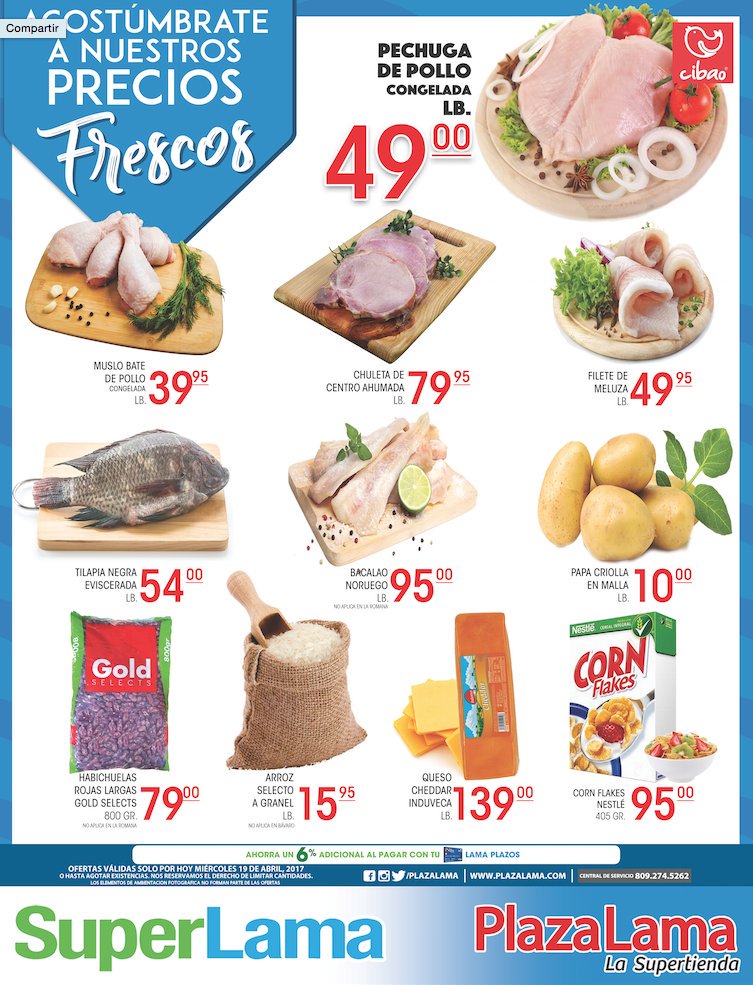 Compartir
ACOSTÚMBRATE
A NUESTROS
PRECIOS
Frescos
PECHUGA
DE POLLO
CONGELADA
LB.
49 00
cibao
MUSLO BATE
DE POLLO
CONGELADA
LB.
39 95
CHULETA DE
CENTRO AHUMADA
LB.
79 95
FILETE DE
MELUZA
LB.
49 95
TILAPIA NEGRA
EVISCERADA
LB.
54 00
BACALAO
NORUEGO
LB.
NO APLICA EN LA ROMANA
95 00
PAPA CRIOLLA
EN MALLA
LB.
10 00
800gr
Gold
SELECTS
HABICHUELAS
ROJAS LARGAS
GOLD SELECTS
800 GR.
NO APLICA EN LA ROMANA
79 00
ARROZ
SELECTO
A GRANEL
LB.
NO APLICA EN BÁVARO
15 95
QUESO
CHEDDAR
INDUVECA
LB.
139 00
Nestlé
CEREAL INTEGRAL
CORN
Flakes
CORN FLAKES
NESTLÉ
405 GR.
95 00
AHORRA UN 6% ADICIONAL AL PAGAR CON TU LAMA PLAZOS
OFERTAS VÁLIDAS SOLO POR HOY MIÉRCOLES 19 DE ABRIL, 2017
O HASTA AGOTAR EXISTENCIAS. NOS RESERVAMOS EL DERECHO DE LIMITAR CANTIDADES.
LOS ELEMENTOS DE AMBIENTACION FOTOGRAFICA NO FORMAN PARTE DE LAS OFERTAS
/PLAZALAMA | WWW.PLAZALAMA.COM
CENTRAL DE SERVICIO 809.274.5262
SuperLama
PlazaLama
La Supertienda